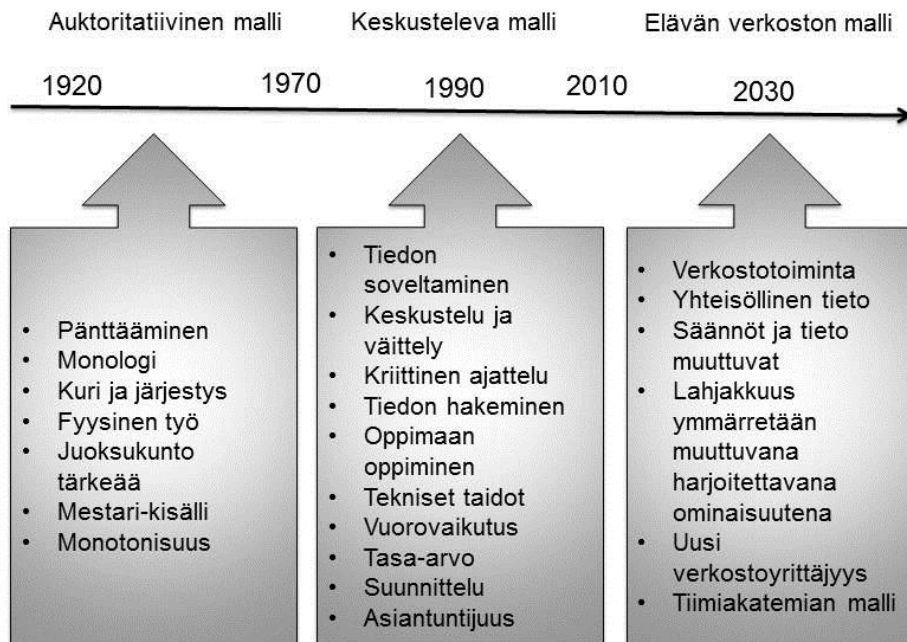 Auktoritatiivinen malli
Keskusteleva malli
Elävän verkoston malli
1920
1970
1990
2010
2030
• Pänttääminen
• Monologi
• Kuri ja järjestys
• Fyysinen työ
• Juoksukunto
tärkeää
• Mestari-kisälli
• Monotonisuus
• Tiedon
soveltaminen
• Keskustelu ja
väittely
• Kriittinen ajattelu
• Tiedon hakeminen
• Oppimaan
oppiminen
• Tekniset taidot
• Vuorovaikutus
• Tasa-arvo
• Suunnittelu
• Asiantuntijuus
• Verkostotoiminta
• Yhteisöllinen tieto
• Säännöt ja tieto
muuttuvat
• Lahjakkuus
ymmärretään
muuttuvana
harjoitettavana
ominaisuutena
• Uusi
verkostoyrittäjyys
• Tiimiakatemian malli